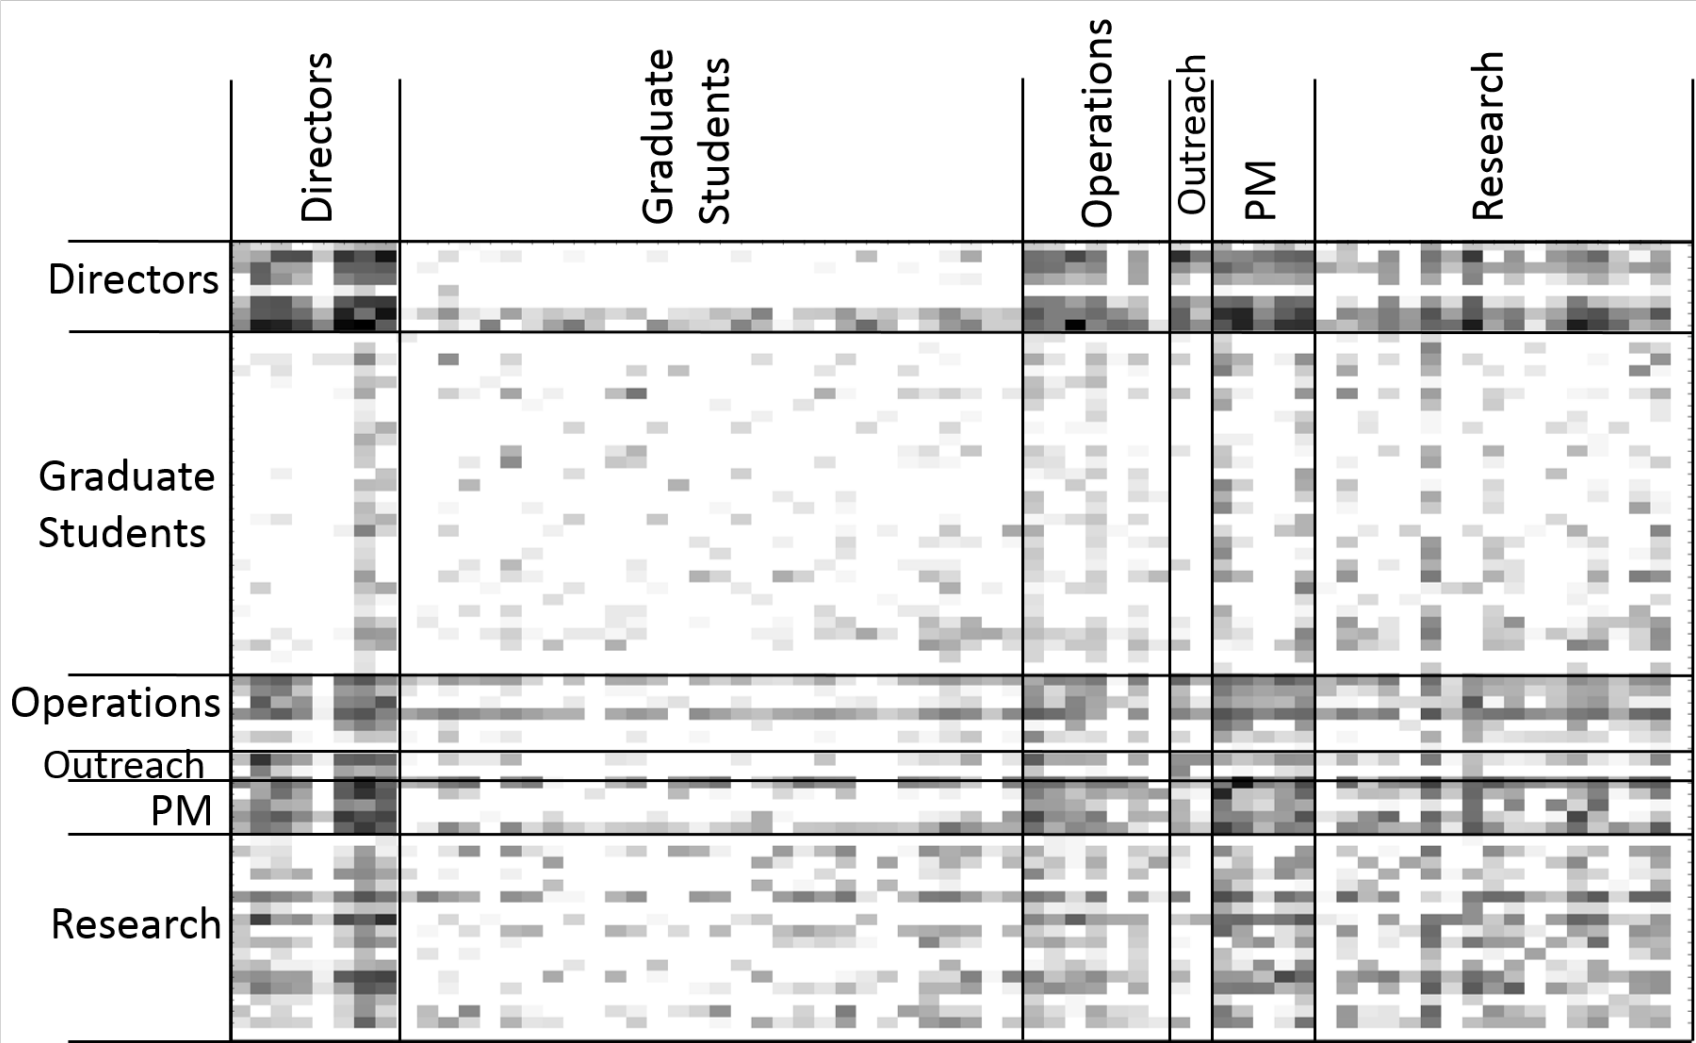 Directors
Graduate
Students
Operations
Outreach
PM
Research
Directors
Graduate
Students
Operations
Outreach
PM
Research